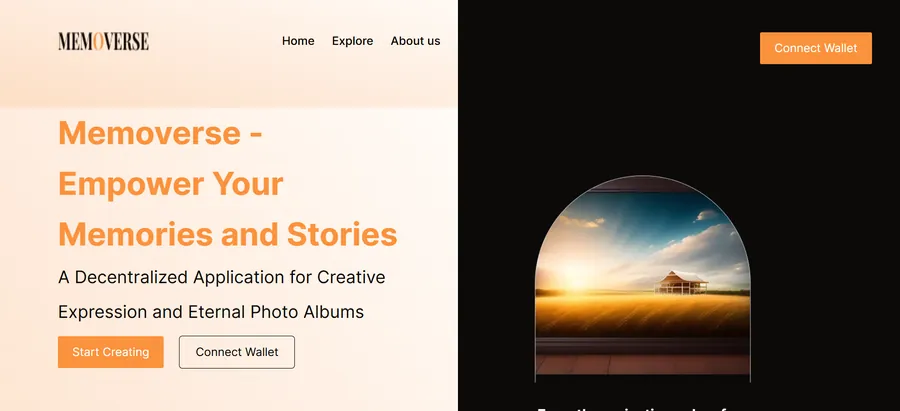 MEMOVERSE
Home Explore About us
Connect Wallet
Memoverse -
Empower Your
Memories and Stories
A Decentralized Application for Creative
Expression and Eternal Photo Albums
Start Creating Connect Wallet